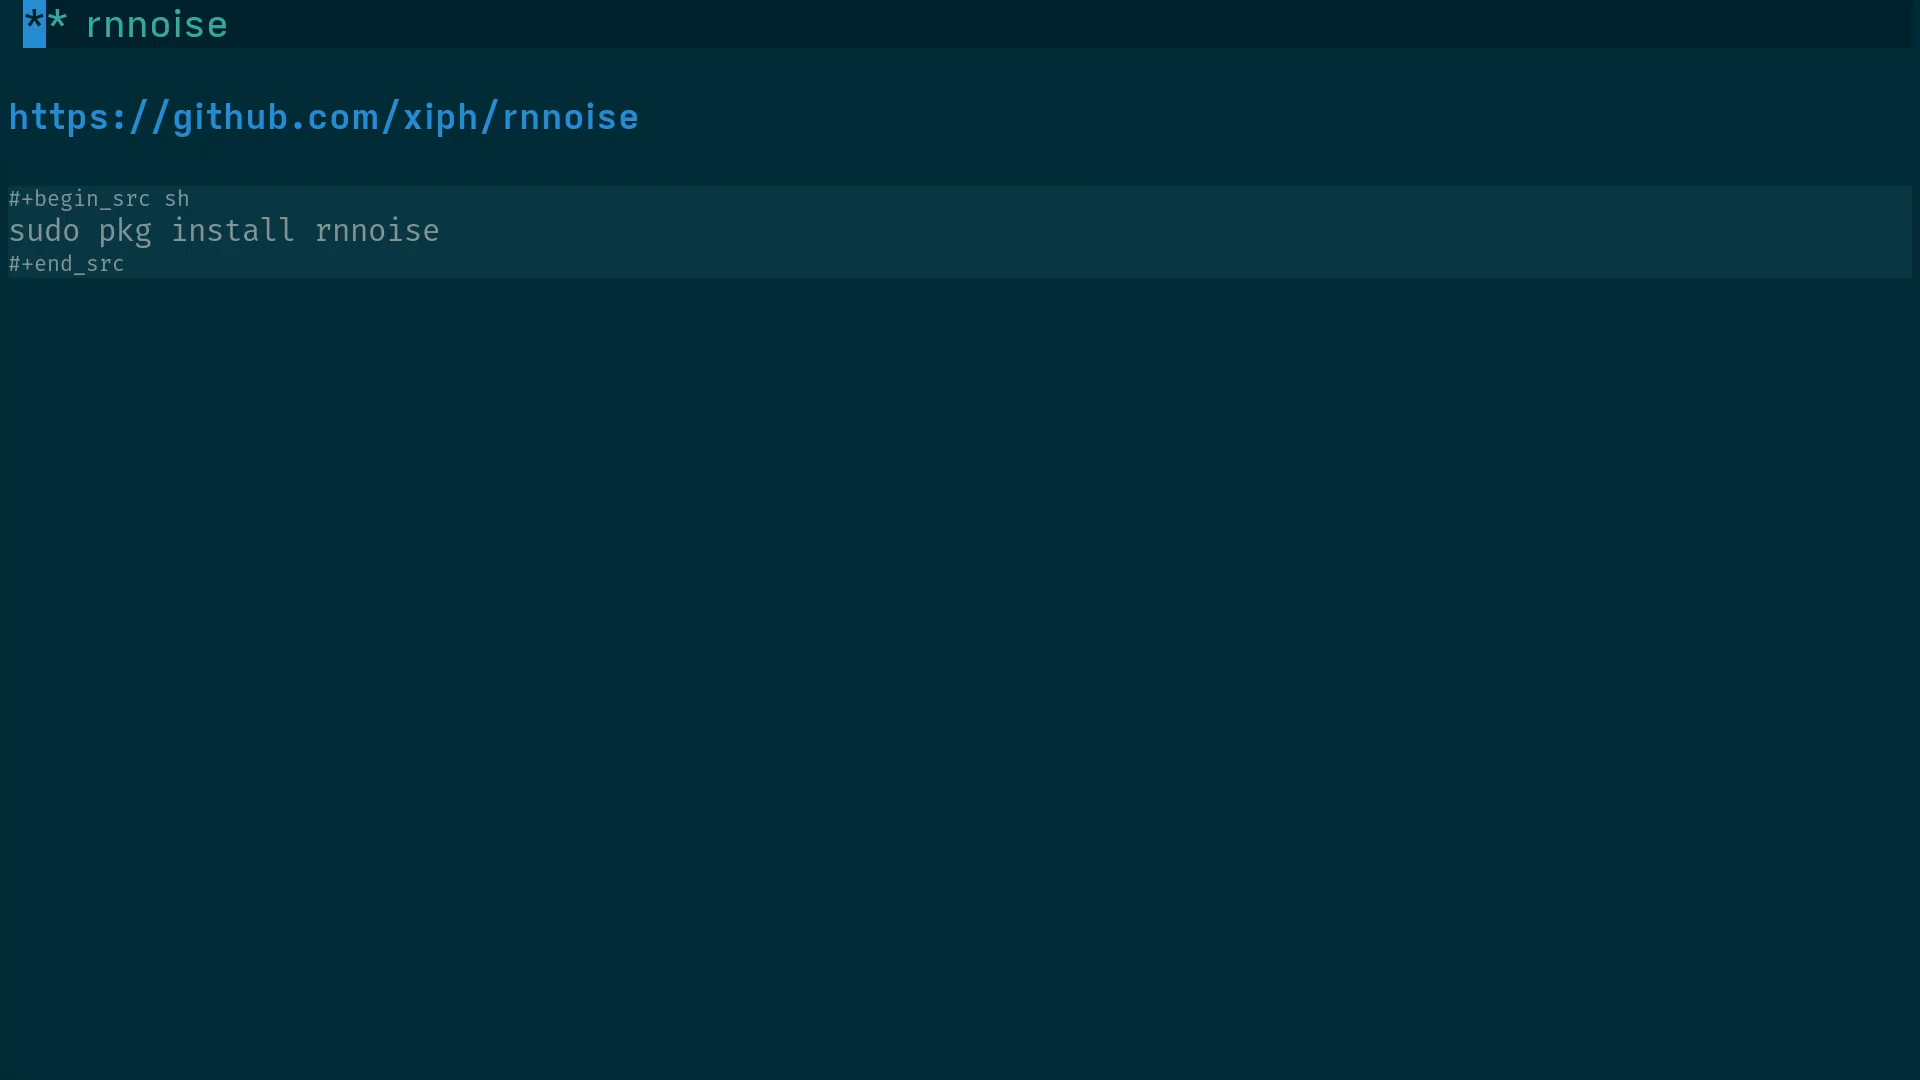 ** rnnoise
https://github.com/xiph/rnnoise
#+begin_src sh
sudo pkg install rnnoise
#+end_src